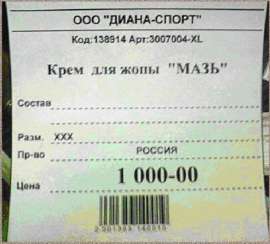 ООО "ДИАНА-СПОРТ"
Код:138914 Арт:3007004-XL
Крем для жопы "МАЗЬ"
Состав
Разм. XXX
Пр-во РОССИЯ
Цена 1 000-00